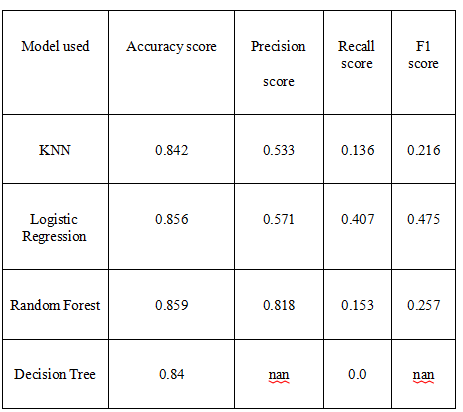 Model used Accuracy score Precision score Recall score F1 score
KNN 0.842 0.533 0.136 0.216
Logistic Regression 0.856 0.571 0.407 0.475
Random Forest 0.859 0.818 0.153 0.257
Decision Tree 0.84 nan 0.0 nan